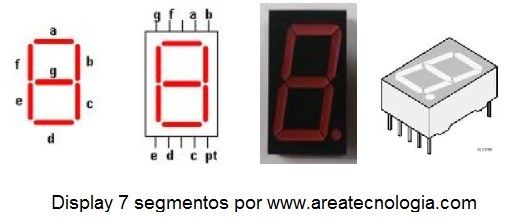 a
f
b
g
e
c
d
g f a b
e d c pt
Display 7 segmentos por www.areatecnologia.com